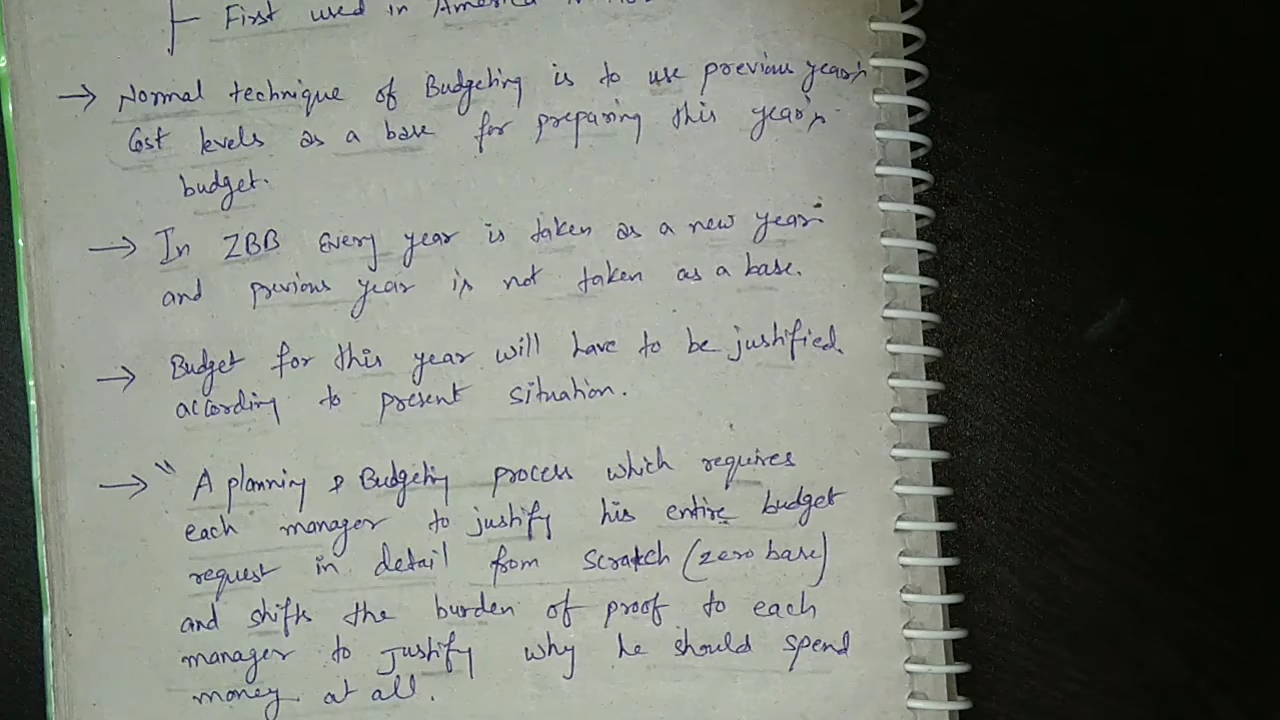 First used in America in
→ Normal technique of Budgeting is to use previous year's
Cost levels as a base for preparing this year's
budget.
→ In ZBB Every year is taken as a new year
and previous year is not taken as a base.
→ Budget for this year will have to be justified.
according to present situation.
→ " A planning & Budgeting process which requires
each manager to justify his entire budget
request in detail from scratch (zero base)
and shifts the burden of proof to each
manager to justify why he should spend
money at all.